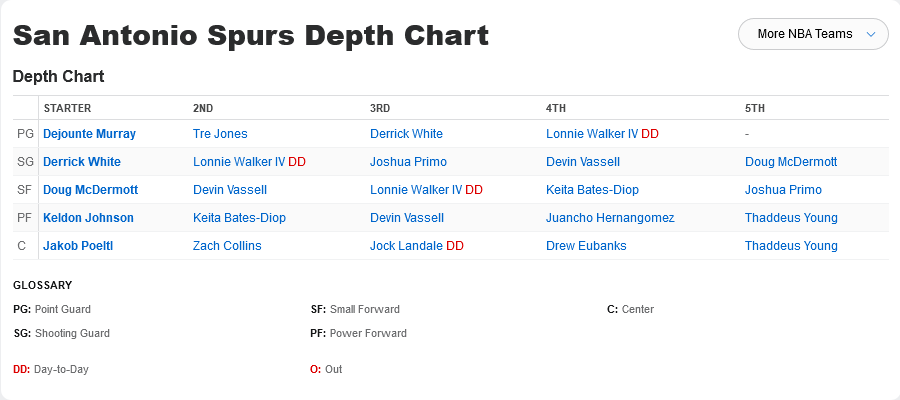 San Antonio Spurs Depth Chart
More NBA Teams
Depth Chart
STARTER 2ND 3RD 4TH 5TH
PG Dejounte Murray Tre Jones Derrick White Lonnie Walker IV DD -
SG Derrick White Lonnie Walker IV DD Joshua Primo Devin Vassell Doug McDermott
SF Doug McDermott Devin Vassell Lonnie Walker IV DD Keita Bates-Diop Joshua Primo
PF Keldon Johnson Keita Bates-Diop Devin Vassell Juancho Hernangomez Thaddeus Young
C Jakob Poeltl Zach Collins Jock Landale DD Drew Eubanks Thaddeus Young
GLOSSARY
PG: Point Guard SF: Small Forward C: Center
SG: Shooting Guard PF: Power Forward
DD: Day-to-Day O: Out